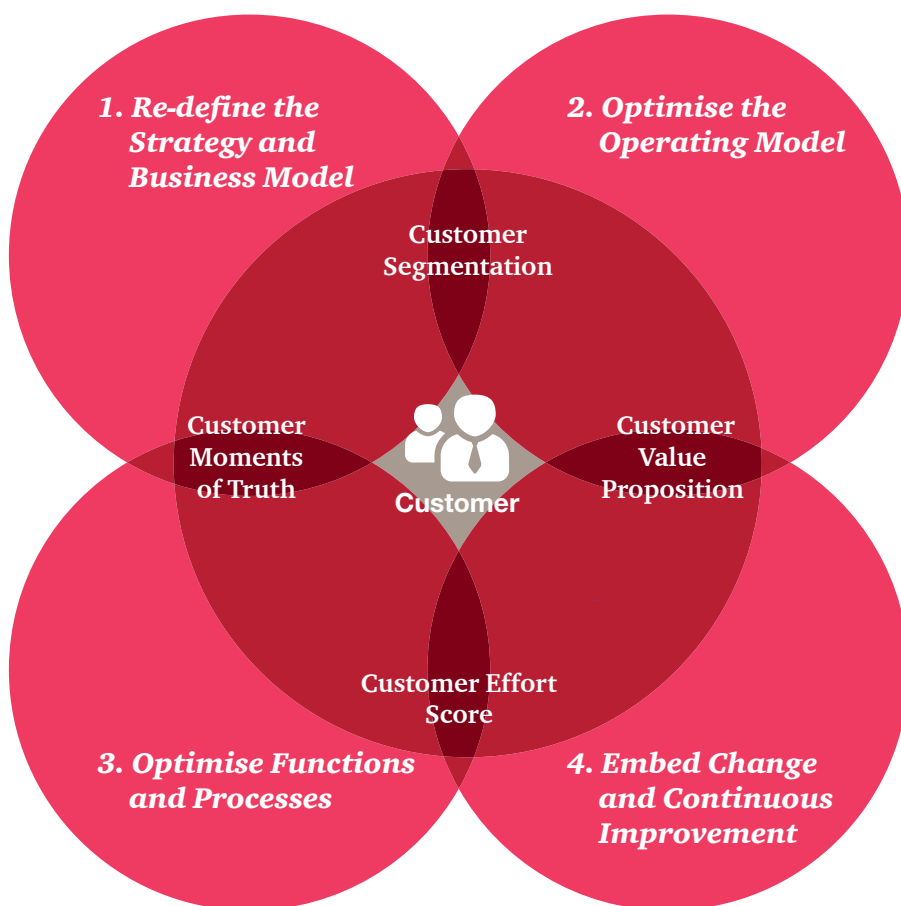 1. Re-define the
Strategy and
Business Model
2. Optimise the
Operating Model
Customer
Segmentation
Customer
Moments
of Truth
Customer
Customer
Value
Proposition
Customer Effort
Score
3. Optimise Functions
and Processes
4. Embed Change
and Continuous
Improvement